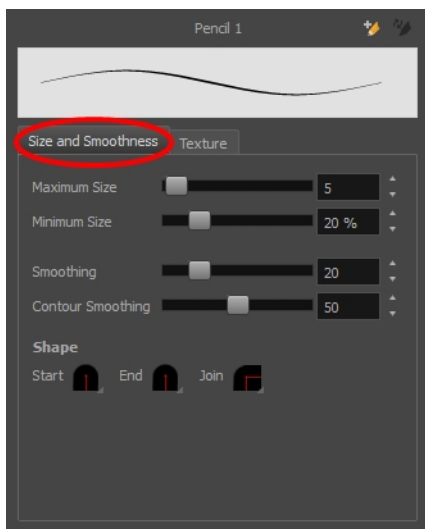 Pencil 1
Size and Smoothness Texture
Maximum Size 5
Minimum Size 20 %
Smoothing 20
Contour Smoothing 50
Shape
Start End Join